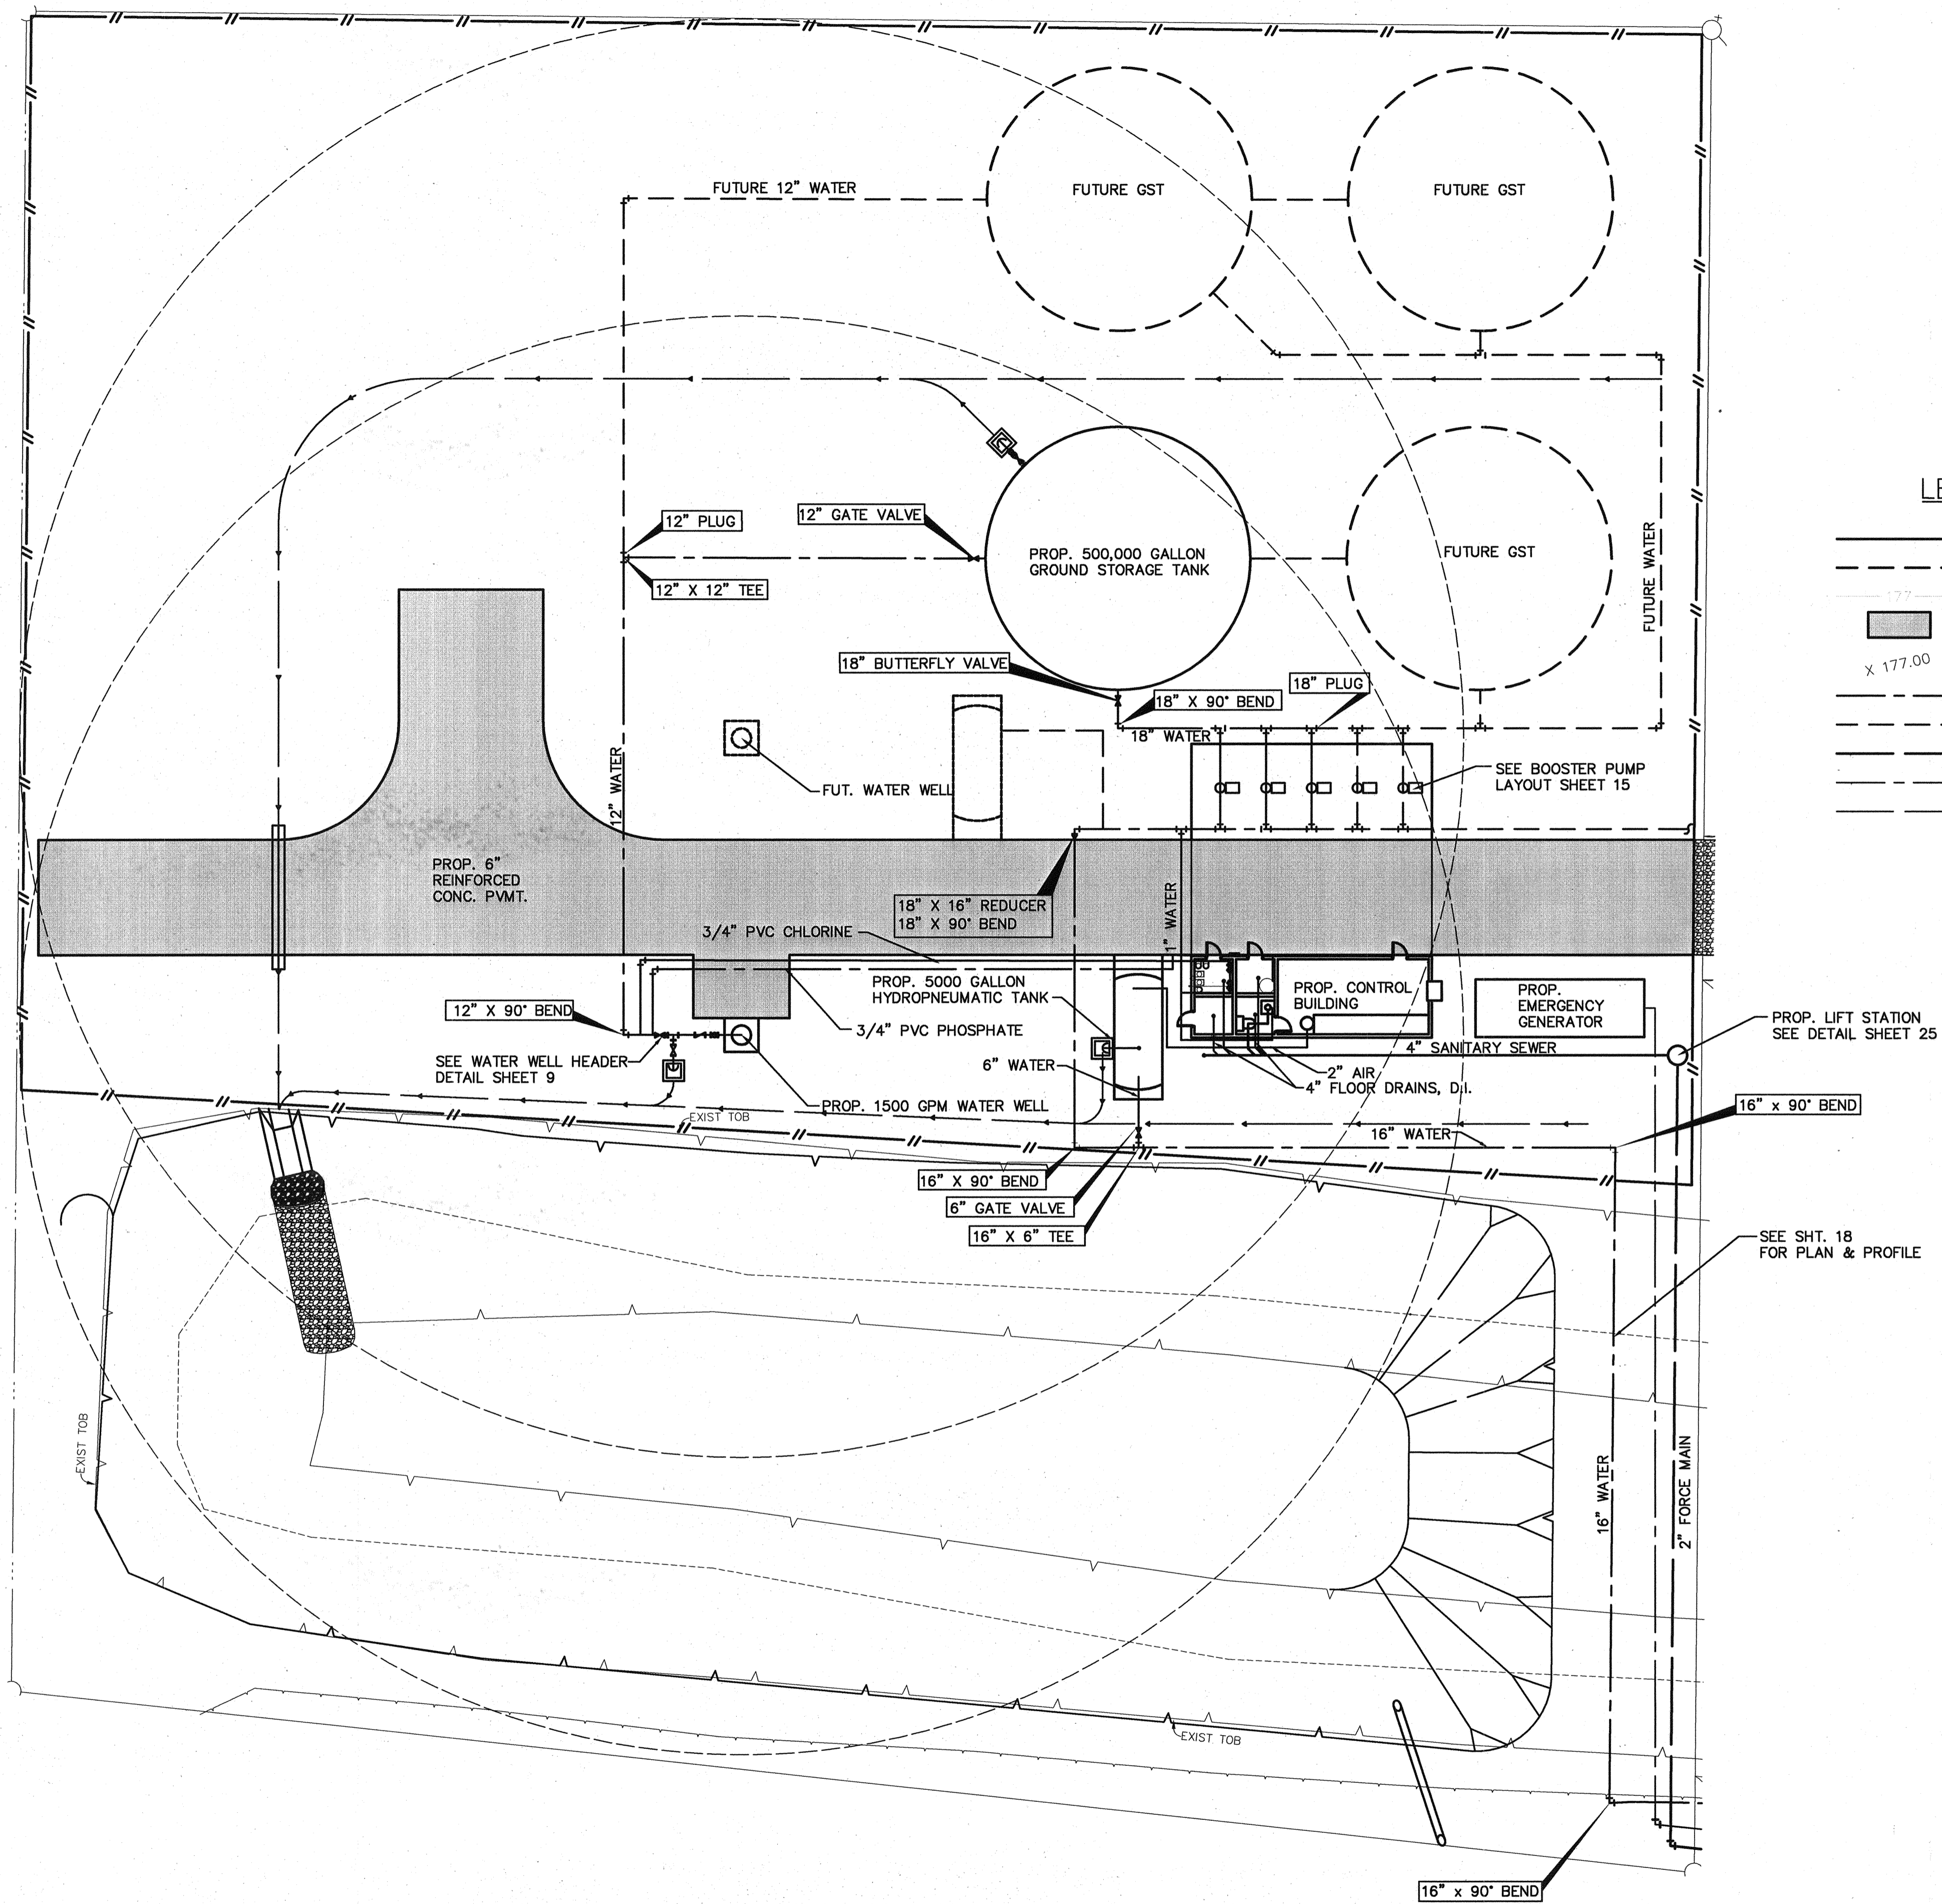 FUTURE 12" WATER
FUTURE GST
FUTURE GST
LE
12" PLUG
12" GATE VALVE
12" X 12" TEE
PROP. 500,000 GALLON
GROUND STORAGE TANK
FUTURE GST
FUTURE WATER
177
X 177.00
18" BUTTERFLY VALVE
18" X 90° BEND
18" PLUG
18" WATER
12" WATER
FUT. WATER WELL
SEE BOOSTER PUMP
LAYOUT SHEET 15
PROP. 6"
REINFORCED
CONC. PVMT.
18" X 16" REDUCER
18" X 90° BEND
1" WATER
3/4" PVC CHLORINE
PROP. 5000 GALLON
HYDROPNEUMATIC TANK
PROP. CONTROL
BUILDING
PROP.
EMERGENCY
GENERATOR
12" X 90° BEND
3/4" PVC PHOSPHATE
PROP. LIFT STATION
SEE DETAIL SHEET 25
SEE WATER WELL HEADER
DETAIL SHEET 9
6" WATER
4" SANITARY SEWER
2" AIR
4" FLOOR DRAINS, D.I.
PROP. 1500 GPM WATER WELL
EXIST TOB
16" x 90° BEND
16" WATER
16" X 90° BEND
6" GATE VALVE
16" X 6" TEE
SEE SHT. 18
FOR PLAN & PROFILE
EXIST TOB
16" WATER
2" FORCE MAIN
EXIST TOB
16" x 90° BEND